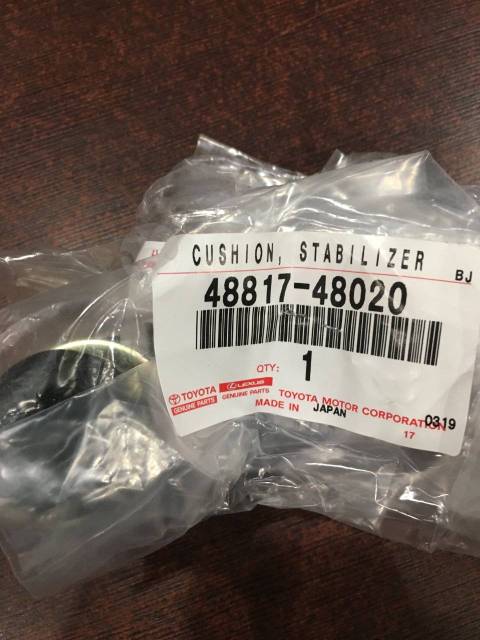 CUSHION, STABILIZER
BJ
48817-48020
QTY: 1
TOYOTA
GENUINE PARTS
LEXUS
GENUINE PARTS
TOYOTA MOTOR CORPORATION
MADE IN JAPAN
0319
17